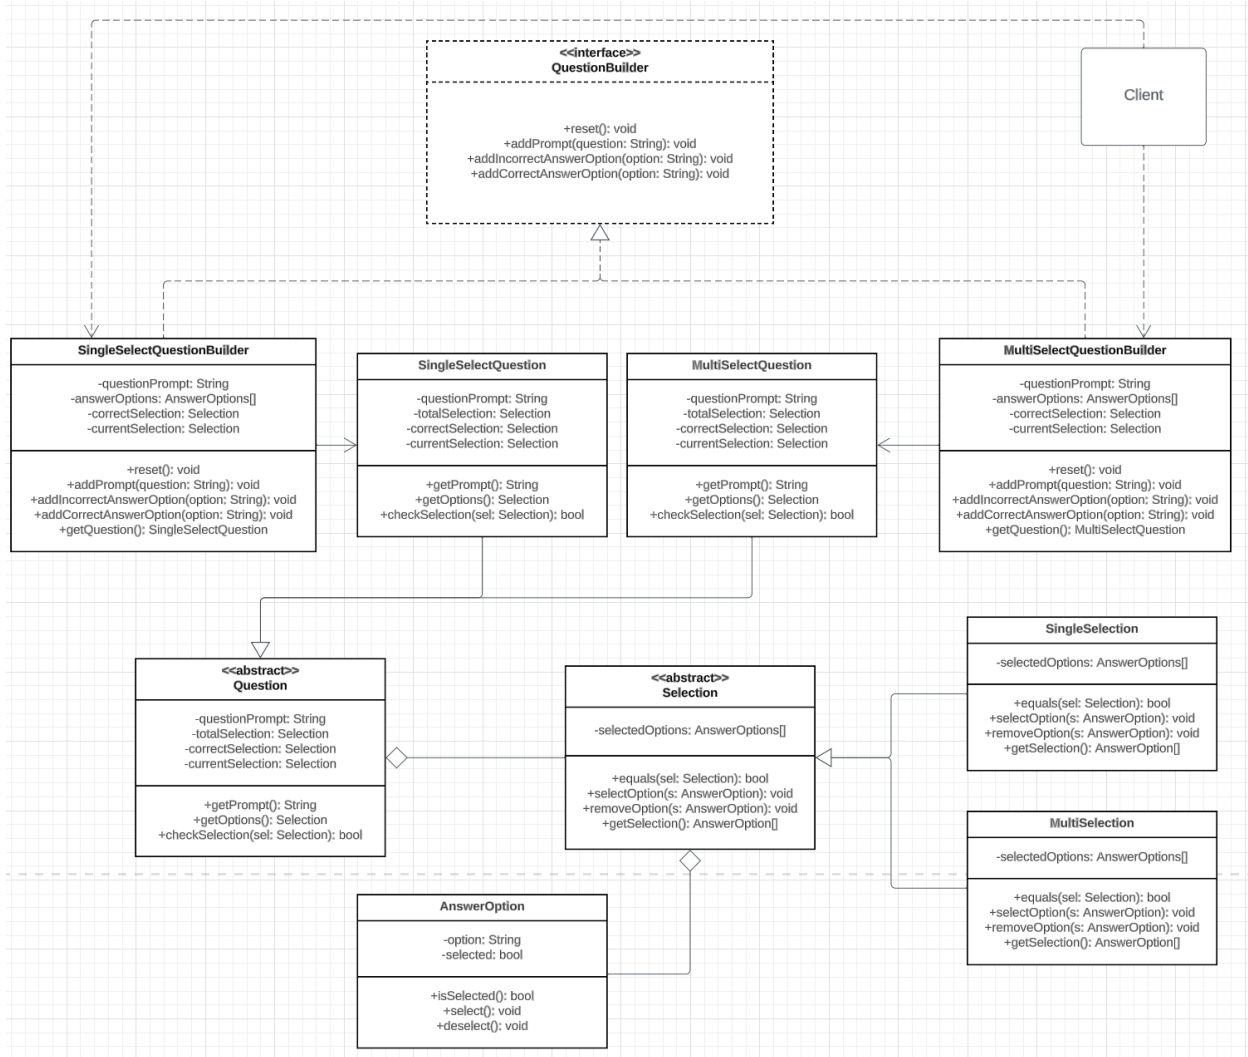 <<interface>>
QuestionBuilder
+reset(): void
+addPrompt(question: String): void
+addIncorrectAnswerOption(option: String): void
+addCorrectAnswerOption(option: String): void
Client
SingleSelectQuestionBuilder
-questionPrompt: String
-answerOptions: AnswerOptions[]
-correctSelection: Selection
-currentSelection: Selection
+reset(): void
+addPrompt(question: String): void
+addIncorrectAnswerOption(option: String): void
+addCorrectAnswerOption(option: String): void
+getQuestion(): SingleSelectQuestion
SingleSelectQuestion
-questionPrompt: String
-totalSelection: Selection
-correctSelection: Selection
-currentSelection: Selection
+getPrompt(): String
+getOptions(): Selection
+checkSelection(sel: Selection): bool
MultiSelectQuestion
-questionPrompt: String
-totalSelection: Selection
-correctSelection: Selection
-currentSelection: Selection
+getPrompt(): String
+getOptions(): Selection
+checkSelection(sel: Selection): bool
MultiSelectQuestionBuilder
-questionPrompt: String
-answerOptions: AnswerOptions[]
-correctSelection: Selection
-currentSelection: Selection
+reset(): void
+addPrompt(question: String): void
+addIncorrectAnswerOption(option: String): void
+addCorrectAnswerOption(option: String): void
+getQuestion(): MultiSelectQuestion
<<abstract>>
Question
-questionPrompt: String
-totalSelection: Selection
-correctSelection: Selection
-currentSelection: Selection
+getPrompt(): String
+getOptions(): Selection
+checkSelection(sel: Selection): bool
<<abstract>>
Selection
-selectedOptions: AnswerOptions[]
+equals(sel: Selection): bool
+selectOption(s: AnswerOption): void
+removeOption(s: AnswerOption): void
+getSelection(): AnswerOption[]
SingleSelection
-selectedOptions: AnswerOptions[]
+equals(sel: Selection): bool
+selectOption(s: AnswerOption): void
+removeOption(s: AnswerOption): void
+getSelection(): AnswerOption[]
MultiSelection
-selectedOptions: AnswerOptions[]
+equals(sel: Selection): bool
+selectOption(s: AnswerOption): void
+removeOption(s: AnswerOption): void
+getSelection(): AnswerOption[]
AnswerOption
-option: String
-selected: bool
+isSelected(): bool
+select(): void
+deselect(): void